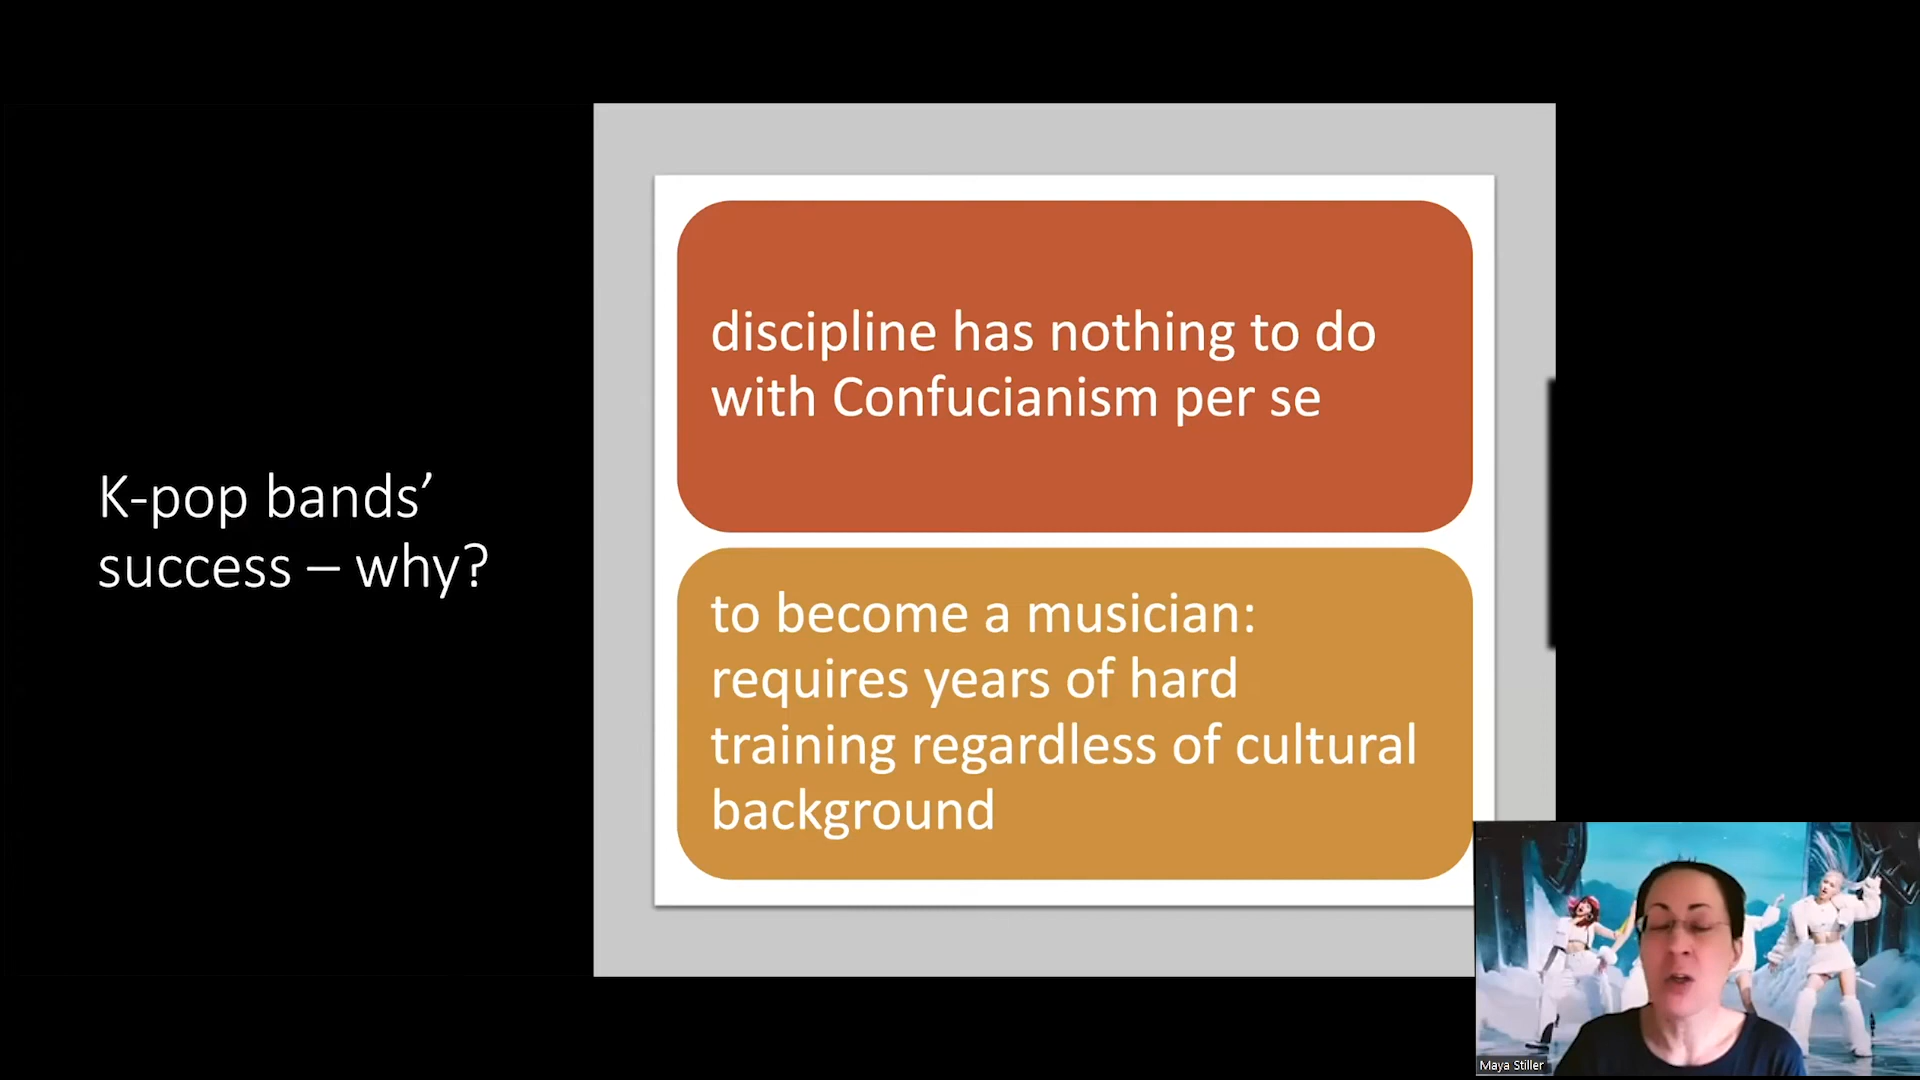 K-pop bands’
success – why?
discipline has nothing to do
with Confucianism per se
to become a musician:
requires years of hard
training regardless of cultural
background
Maya Stiller